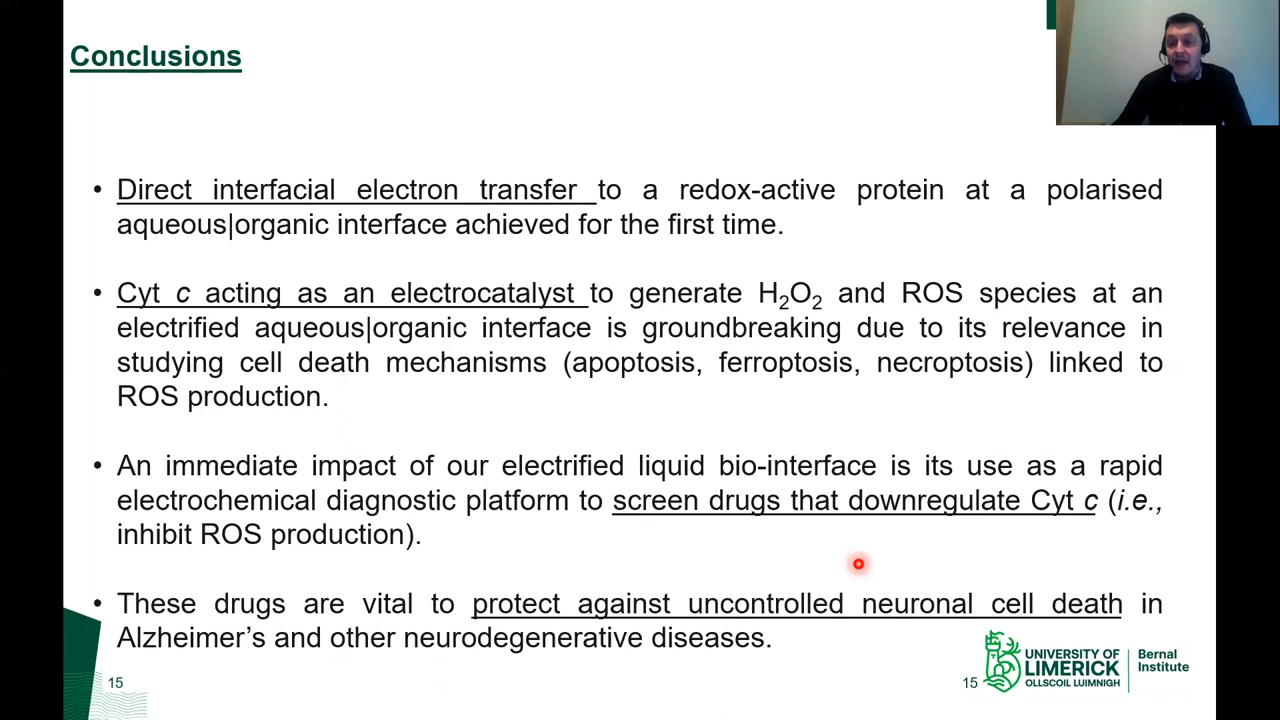 Conclusions
• Direct interfacial electron transfer to a redox-active protein at a polarised
aqueous|organic interface achieved for the first time.
• Cyt c acting as an electrocatalyst to generate H₂O₂ and ROS species at an
electrified aqueous|organic interface is groundbreaking due to its relevance in
studying cell death mechanisms (apoptosis, ferroptosis, necroptosis) linked to
ROS production.
• An immediate impact of our electrified liquid bio-interface is its use as a rapid
electrochemical diagnostic platform to screen drugs that downregulate Cyt c (i.e.,
inhibit ROS production).
• These drugs are vital to protect against uncontrolled neuronal cell death in
Alzheimer’s and other neurodegenerative diseases.
15
15
UNIVERSITY OF
LIMERICK
OLLSCOIL LUIMNIGH
Bernal
Institute